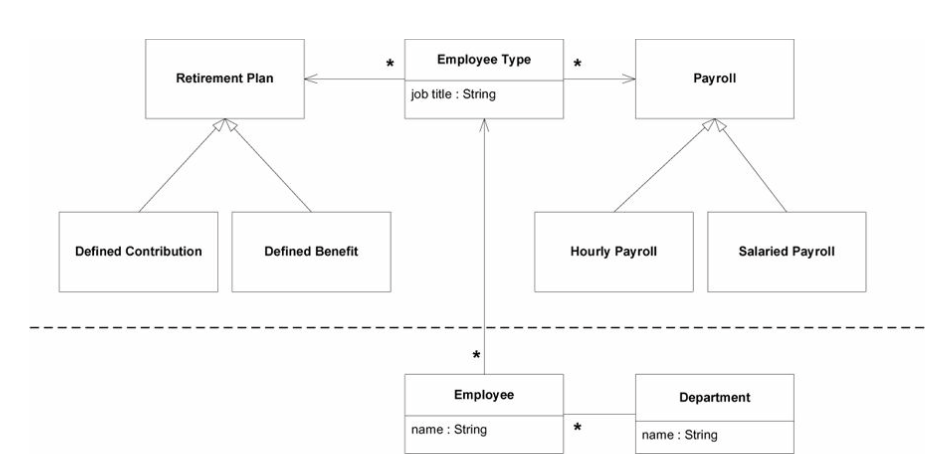 Retirement Plan
*
Employee Type
job title : String
*
Payroll
Defined Contribution
Defined Benefit
Hourly Payroll
Salaried Payroll
*
Employee
name : String
*
Department
name : String